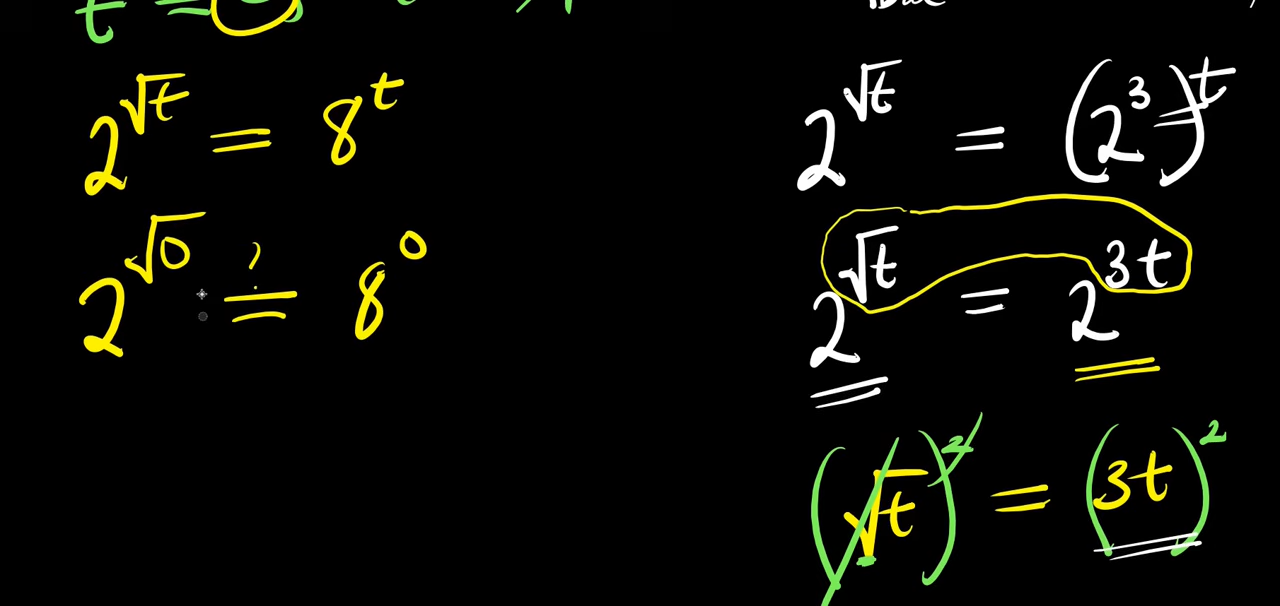 t =
2^√t = 8^t
2^√0 ?= 8^0
2^√t = (2^3)^t
2^√t = 2^3t
(√t)^2 = (3t)^2